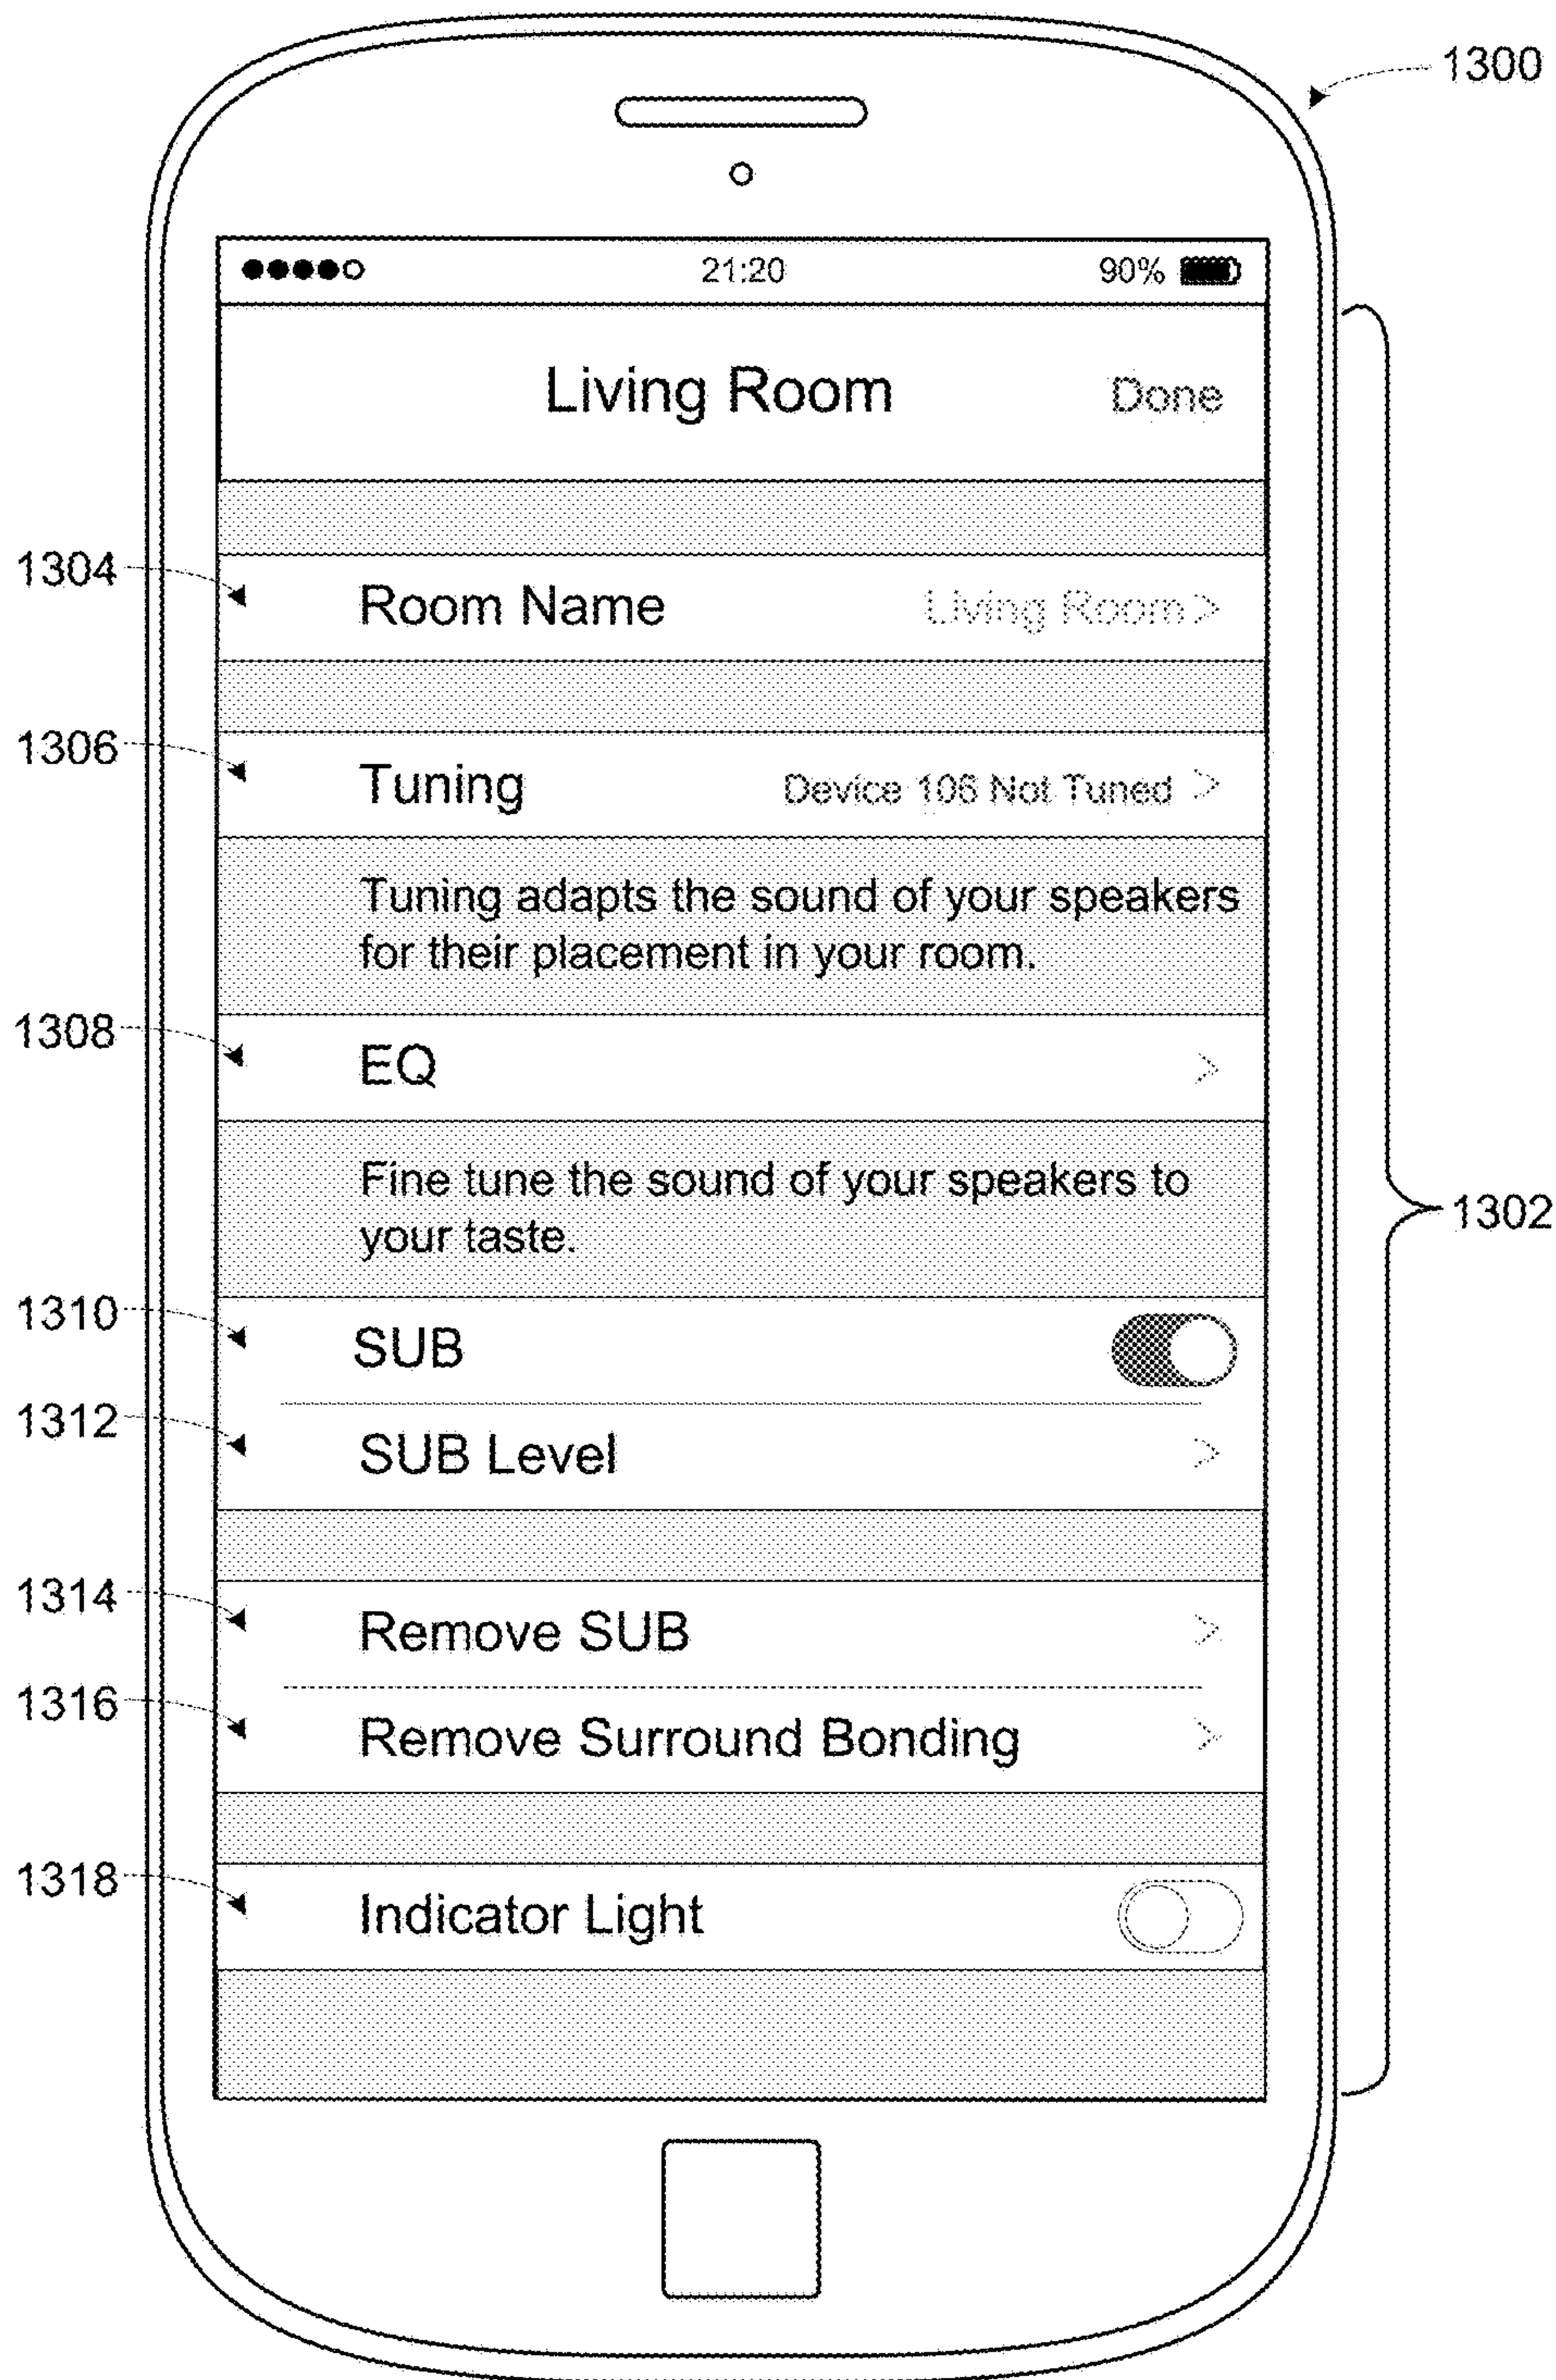 1300
21:20 90%
Living Room Done
1304 Room Name Living Room >
1306 Tuning Device 106 Not Tuned >
Tuning adapts the sound of your speakers
for their placement in your room.
1308 EQ >
Fine tune the sound of your speakers to
your taste.
1302
1310 SUB
1312 SUB Level >
1314 Remove SUB >
1316 Remove Surround Bonding >
1318 Indicator Light